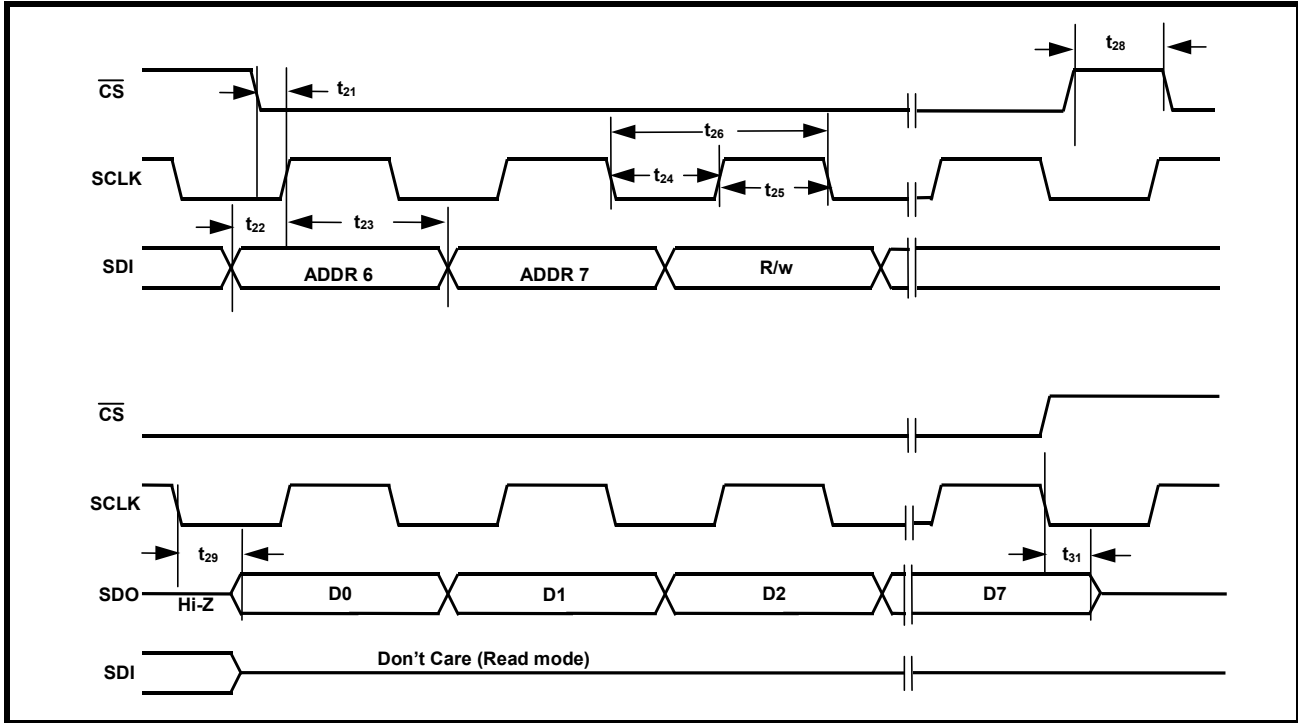 t28
CS
t21
t26
SCLK
t24
t25
t22
t23
SDI
ADDR 6
ADDR 7
R/w
CS
SCLK
t29
t31
SDO
Hi-Z
D0
D1
D2
D7
Don't Care (Read mode)
SDI